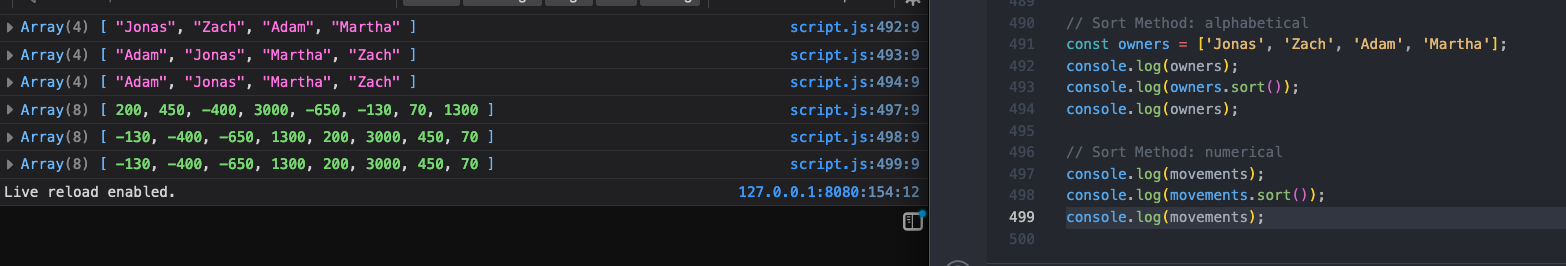 Array(4) [ "Jonas", "Zach", "Adam", "Martha" ] script.js:492:9
Array(4) [ "Adam", "Jonas", "Martha", "Zach" ] script.js:493:9
Array(4) [ "Adam", "Jonas", "Martha", "Zach" ] script.js:494:9
Array(8) [ 200, 450, -400, 3000, -650, -130, 70, 1300 ] script.js:497:9
Array(8) [ -130, -400, -650, 1300, 200, 3000, 450, 70 ] script.js:498:9
Array(8) [ -130, -400, -650, 1300, 200, 3000, 450, 70 ] script.js:499:9
Live reload enabled. 127.0.0.1:8080:154:12
489
490 // Sort Method: alphabetical
491 const owners = ['Jonas', 'Zach', 'Adam', 'Martha'];
492 console.log(owners);
493 console.log(owners.sort());
494 console.log(owners);
495
496 // Sort Method: numerical
497 console.log(movements);
498 console.log(movements.sort());
499 console.log(movements);
500